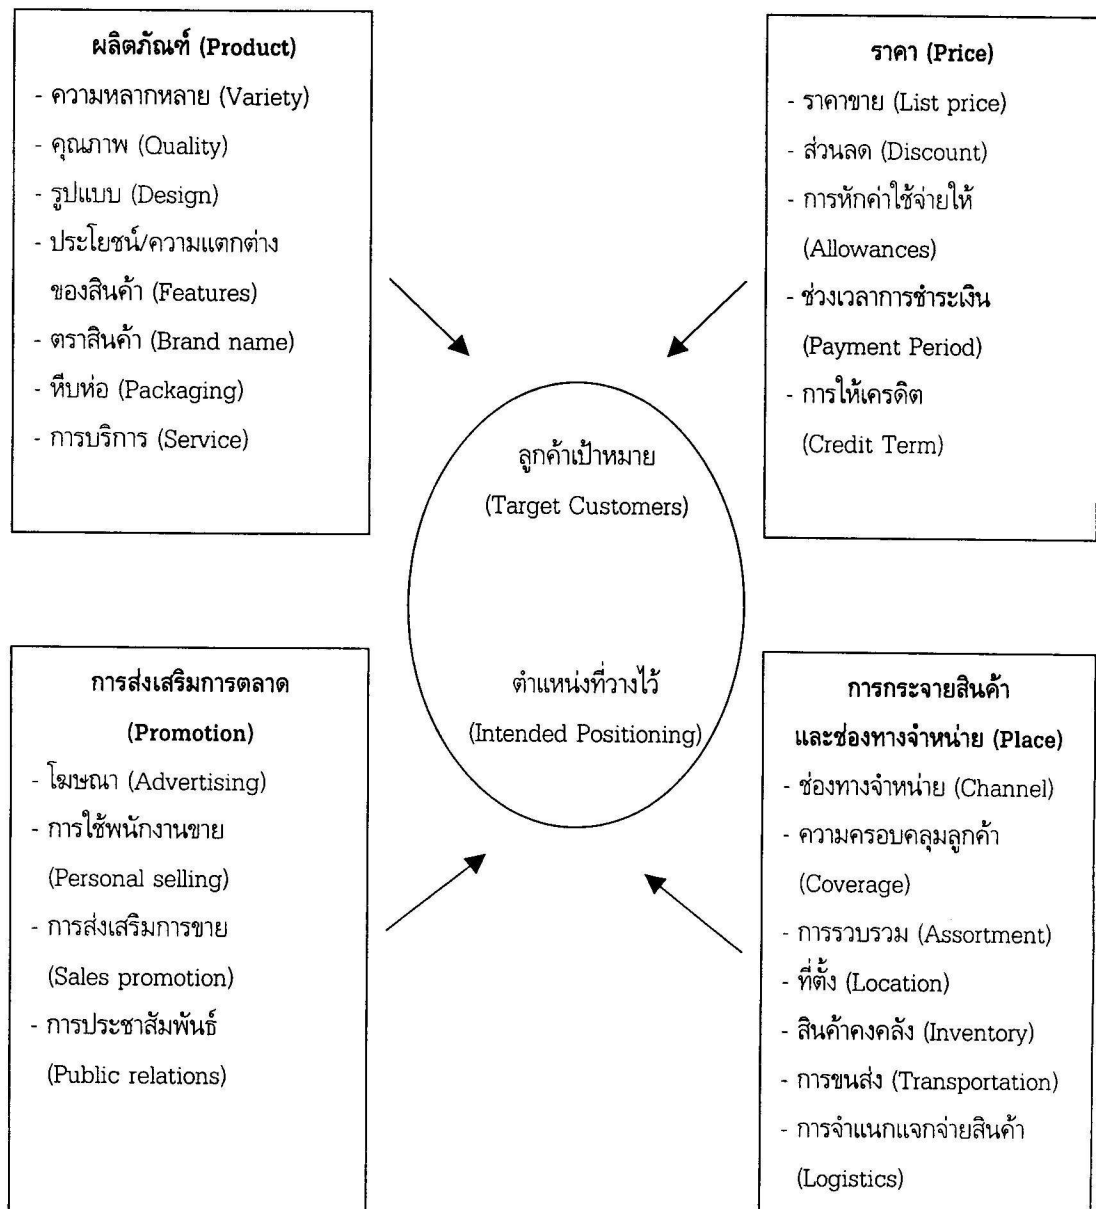 ผลิตภัณฑ์ (Product)
- ความหลากหลาย (Variety)
- คุณภาพ (Quality)
- รูปแบบ (Design)
- ประโยชน์/ความแตกต่าง
ของสินค้า (Features)
- ตราสินค้า (Brand name)
- หีบห่อ (Packaging)
- การบริการ (Service)
ราคา (Price)
- ราคาขาย (List price)
- ส่วนลด (Discount)
- การหักค่าใช้จ่ายให้
(Allowances)
- ช่วงเวลาการชำระเงิน
(Payment Period)
- การให้เครดิต
(Credit Term)
ลูกค้าเป้าหมาย
(Target Customers)
ตำแหน่งที่วางไว้
(Intended Positioning)
การส่งเสริมการตลาด
(Promotion)
- โฆษณา (Advertising)
- การใช้พนักงานขาย
(Personal selling)
- การส่งเสริมการขาย
(Sales promotion)
- การประชาสัมพันธ์
(Public relations)
การกระจายสินค้า
และช่องทางจำหน่าย (Place)
- ช่องทางจำหน่าย (Channel)
- ความครอบคลุมลูกค้า
(Coverage)
- การรวบรวม (Assortment)
- ที่ตั้ง (Location)
- สินค้าคงคลัง (Inventory)
- การขนส่ง (Transportation)
- การจำแนกแจกจ่ายสินค้า
(Logistics)